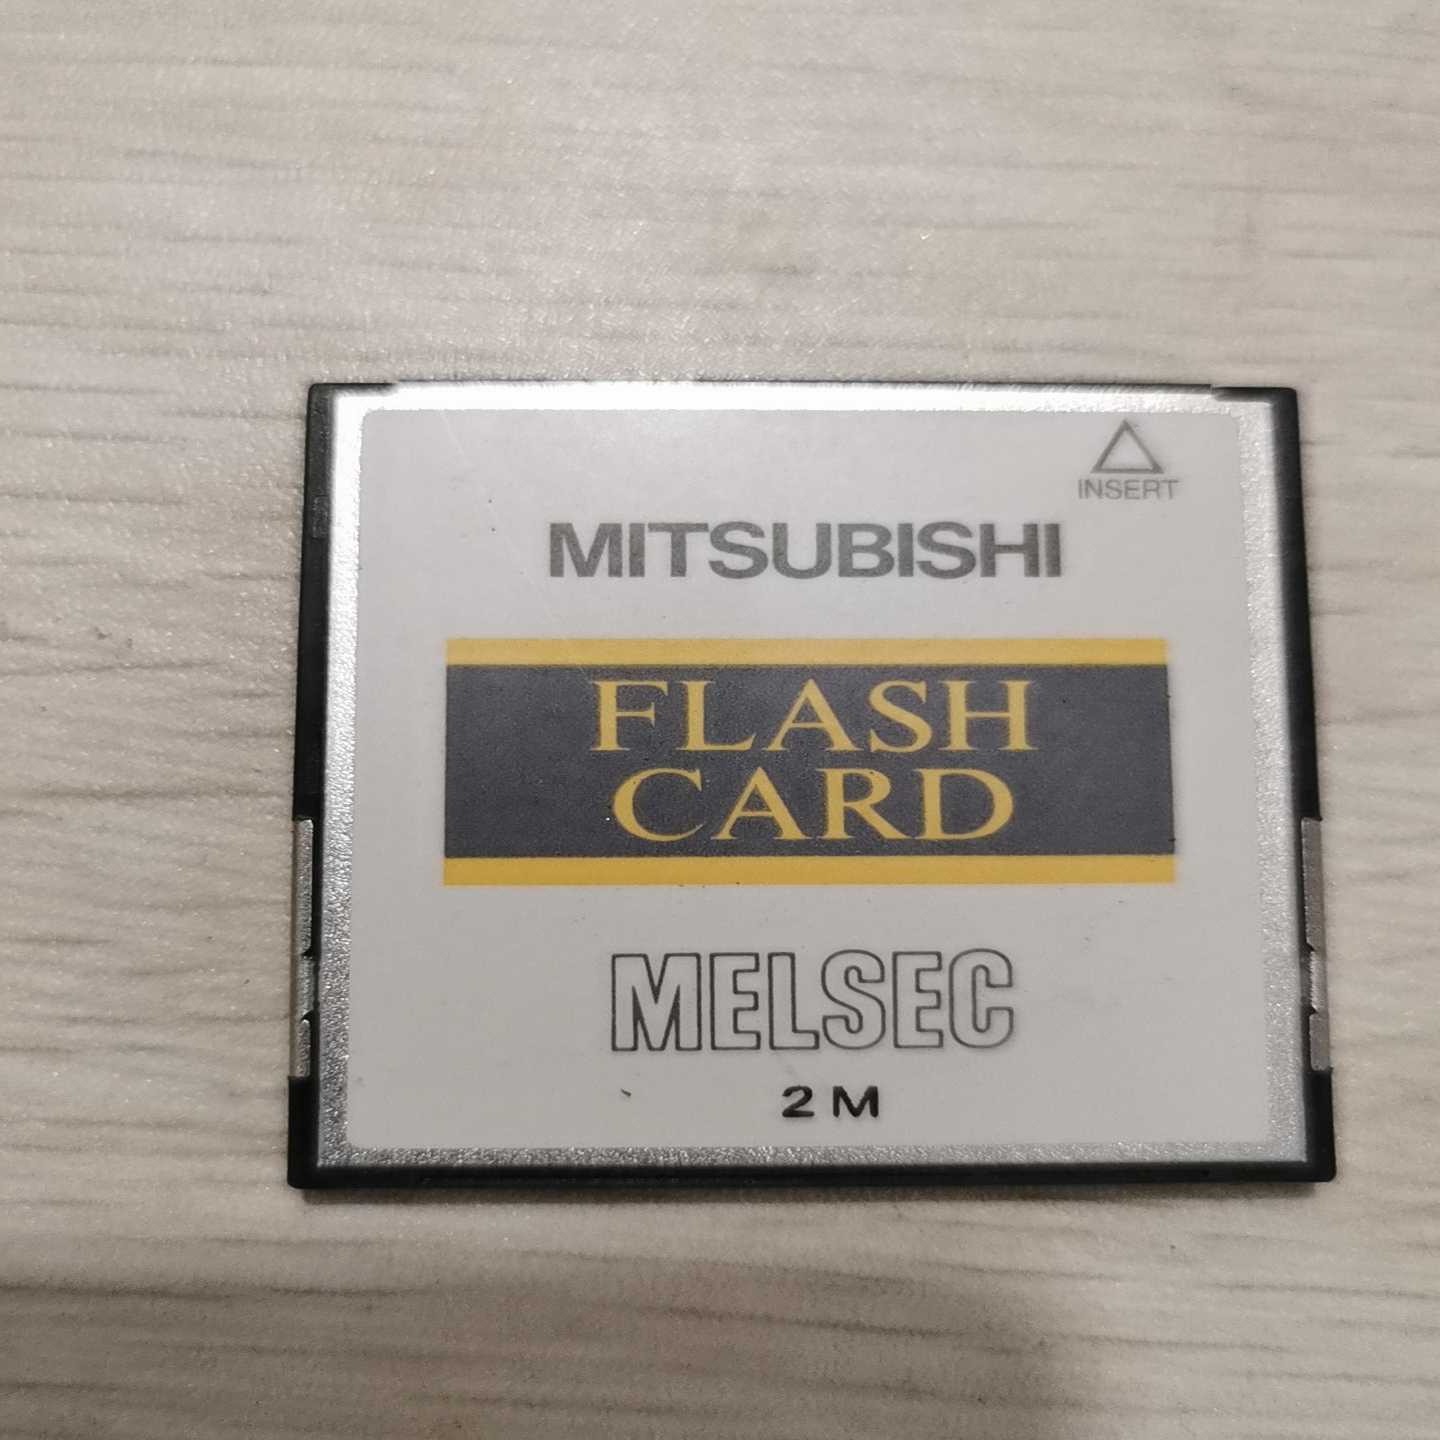 INSERT
MITSUBISHI
FLASH
CARD
MELSEC
2M